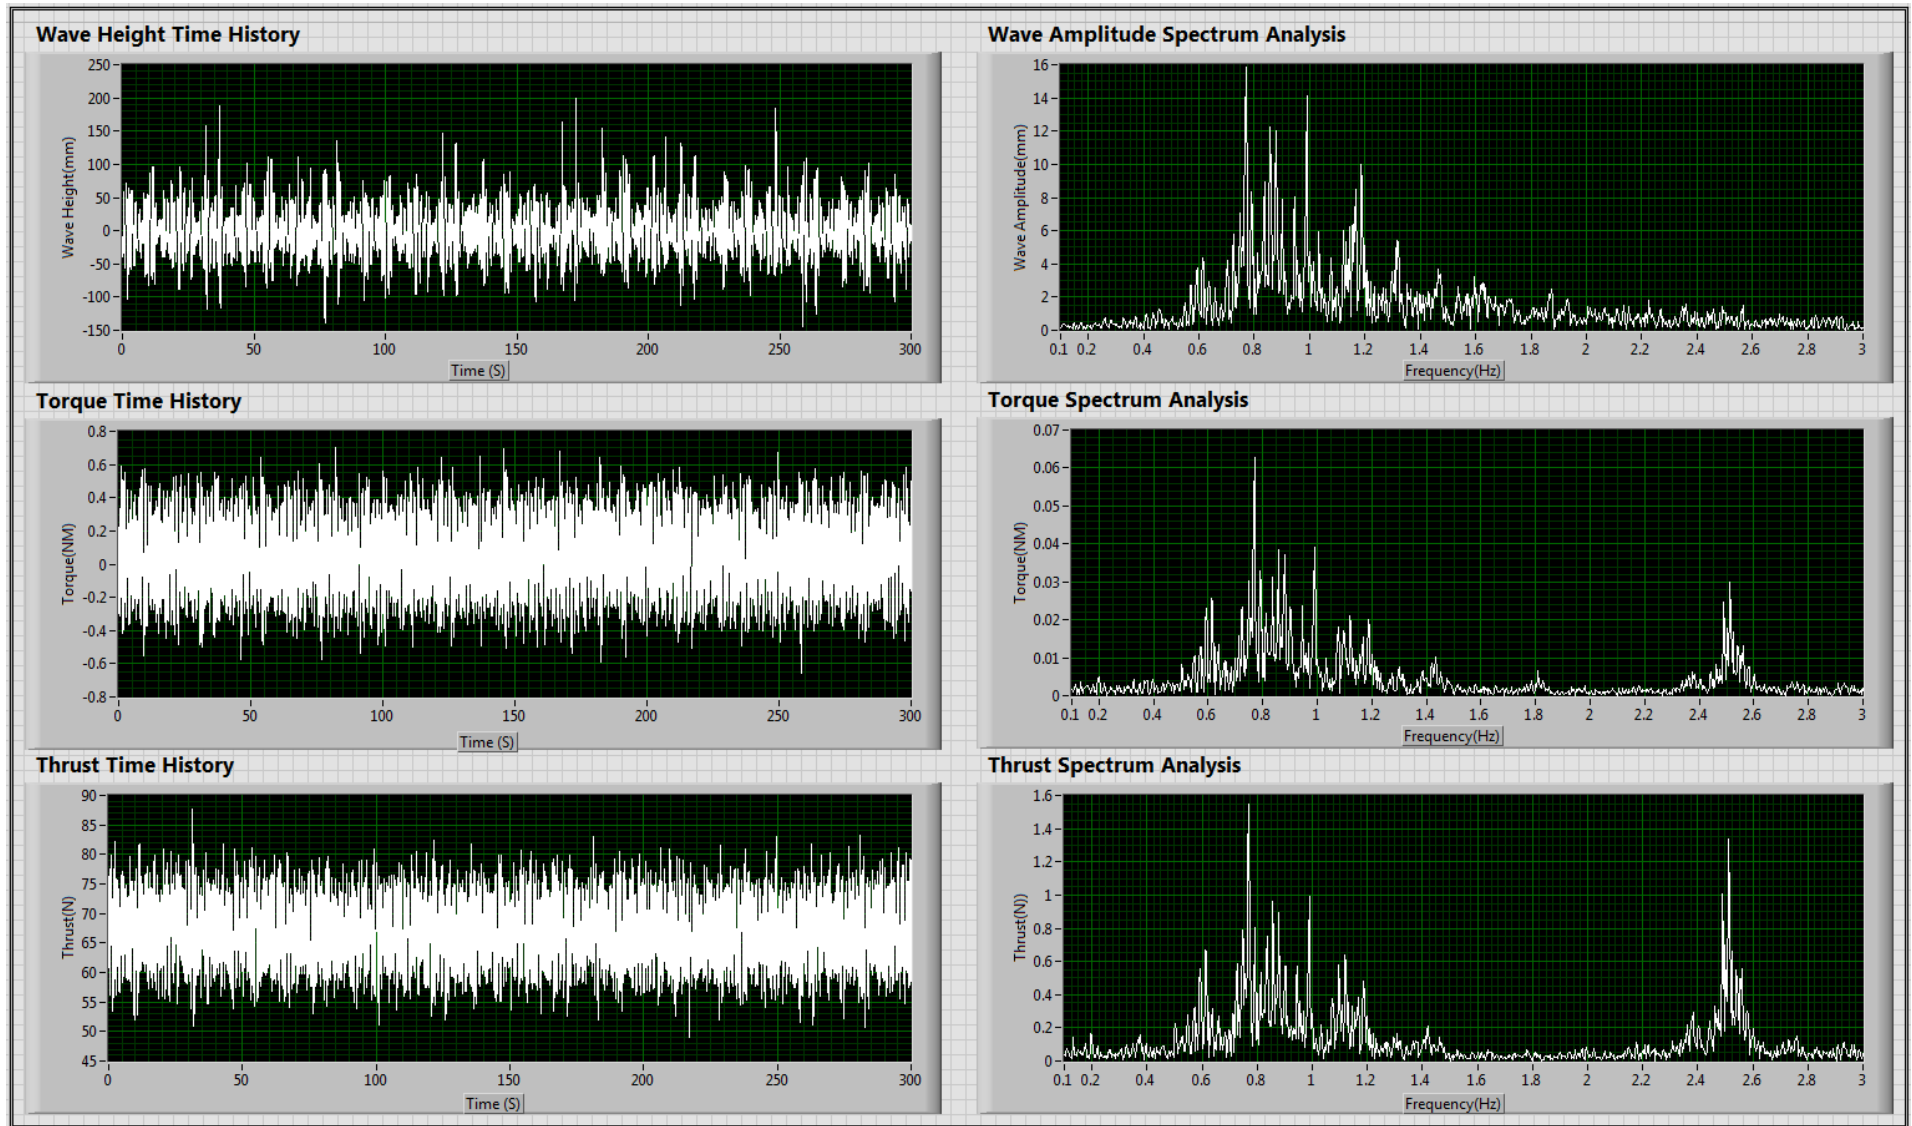 Wave Height Time History
Wave Height(mm)
250
200
150
100
50
0
-50
-100
-150
0 50 100 150 200 250 300
Time (S)
Wave Amplitude Spectrum Analysis
Wave Amplitude(mm)
16
14
12
10
8
6
4
2
0
0.1 0.2 0.4 0.6 0.8 1 1.2 1.4 1.6 1.8 2 2.2 2.4 2.6 2.8 3
Frequency(Hz)
Torque Time History
Torque(NM)
0.8
0.6
0.4
0.2
0
-0.2
-0.4
-0.6
-0.8
0 50 100 150 200 250 300
Time (S)
Torque Spectrum Analysis
Torque(NM)
0.07
0.06
0.05
0.04
0.03
0.02
0.01
0
0.1 0.2 0.4 0.6 0.8 1 1.2 1.4 1.6 1.8 2 2.2 2.4 2.6 2.8 3
Frequency(Hz)
Thrust Time History
Thrust(N)
90
85
80
75
70
65
60
55
50
45
0 50 100 150 200 250 300
Time (S)
Thrust Spectrum Analysis
Thrust(N))
1.6
1.4
1.2
1
0.8
0.6
0.4
0.2
0
0.1 0.2 0.4 0.6 0.8 1 1.2 1.4 1.6 1.8 2 2.2 2.4 2.6 2.8 3
Frequency(Hz)